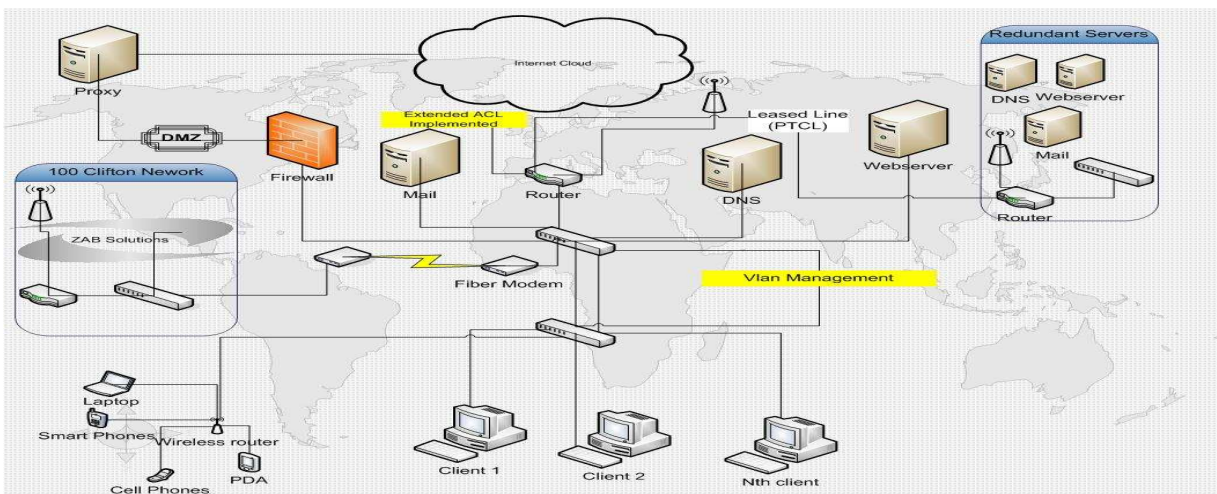 Redundant Servers
Internet Cloud
Proxy
DNS
Webserver
Extended ACL
Implemented
Leased Line
(PTCL)
DMZ
Mail
Webserver
100 Clifton Nework
Firewall
Mail
Router
DNS
Router
ZAB Solutions
Fiber Modem
Vlan Management
Laptop
Smart Phones
Wireless router
Cell Phones
PDA
Client 1
Client 2
Nth client